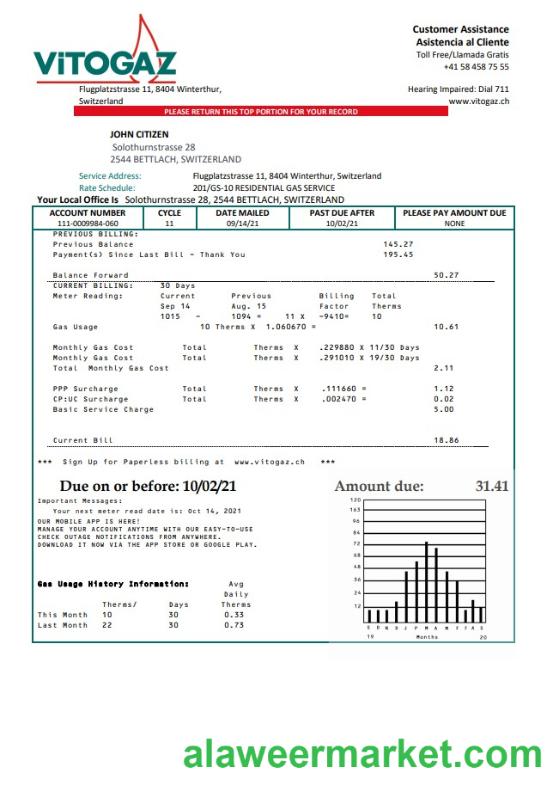 ViTOGAZ
Flugplatzstrasse 11, 8404 Winterthur,
Switzerland
Customer Assistance
Asistencia al Cliente
Toll Free/Llamada Gratis
+41 58 458 75 55
Hearing Impaired: Dial 711
www.vitogaz.ch
PLEASE RETURN THIS TOP PORTION FOR YOUR RECORD
JOHN CITIZEN
Solothurnstrasse 28
2544 BETTLACH, SWITZERLAND
Service Address: Flugplatzstrasse 11, 8404 Winterthur, Switzerland
Rate Schedule: 201/GS-10 RESIDENTIAL GAS SERVICE
Your Local Office Is Solothurnstrasse 28, 2544 BETTLACH, SWITZERLAND
ACCOUNT NUMBER CYCLE DATE MAILED PAST DUE AFTER PLEASE PAY AMOUNT DUE
111-0009984-060 11 09/14/21 10/02/21 NONE
PREVIOUS BILLING:
Previous Balance 145.27
Payment(s) Since Last Bill - Thank You 195.45
Balance Forward 50.27
CURRENT BILLING: 30 Days
Meter Reading: Current Previous Billing Total
Sep 14 Aug. 15 Factor Therms
1015 - 1094 = 11 X -9410= 10
Gas Usage 10 Therms X 1.060670 = 10.61
Monthly Gas Cost Total Therms X .229880 X 11/30 Days
Monthly Gas Cost Total Therms X .291010 X 19/30 Days
Total Monthly Gas Cost 2.11
PPP Surcharge Total Therms X .111660 = 1.12
CP:UC Surcharge Total Therms X .002470 = 0.02
Basic Service Charge 5.00
Current Bill 18.86
*** Sign Up for Paperless billing at www.vitogaz.ch ***
Due on or before: 10/02/21
Amount due: 31.41
Important Messages:
Your next meter read date is: Oct 14, 2021
OUR MOBILE APP IS HERE!
MANAGE YOUR ACCOUNT ANYTIME WITH OUR EASY-TO-USE
CHECK OUTAGE NOTIFICATIONS FROM ANYWHERE.
DOWNLOAD IT NOW VIA THE APP STORE OR GOOGLE PLAY.
Gas Usage History Information: Avg
Daily
Therms/ Days Therms
This Month 10 30 0.33
Last Month 22 30 0.73
120
163
96
84
72
48
36
24
12
S O N D J F M A M J J A S
19 Months 20
alaweermarket.com